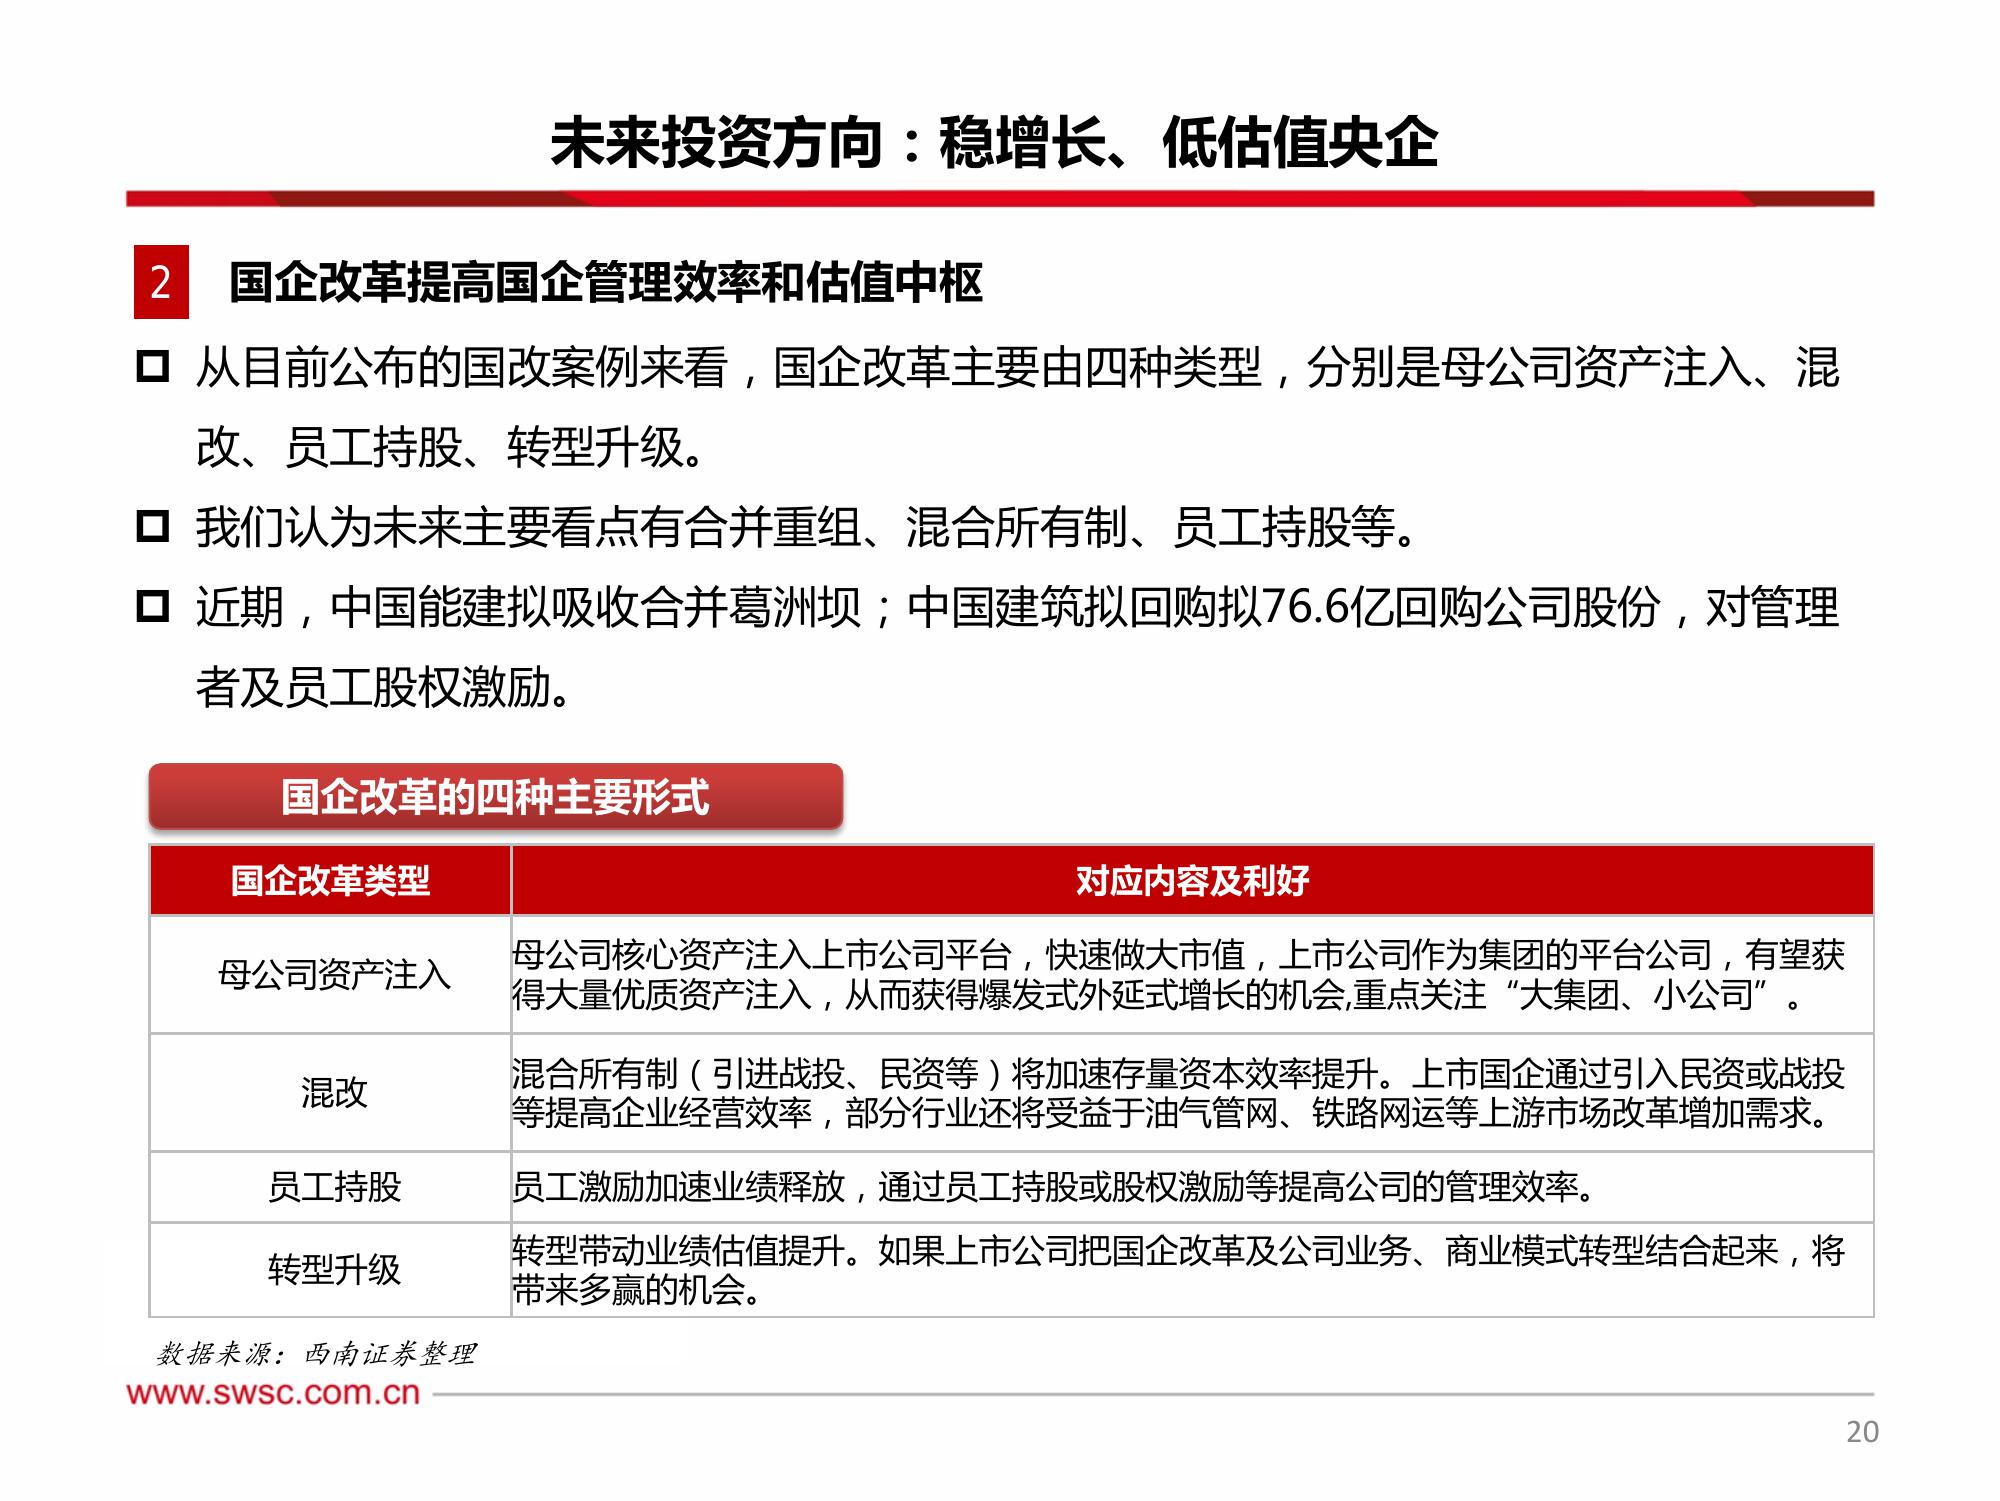 未来投资方向：稳增长、低估值央企
2 国企改革提高国企管理效率和估值中枢
从目前公布的国改案例来看，国企改革主要由四种类型，分别是母公司资产注入、混
改、员工持股、转型升级。
我们认为未来主要看点有合并重组、混合所有制、员工持股等。
近期，中国能建拟吸收合并葛洲坝；中国建筑拟回购拟76.6亿回购公司股份，对管理
者及员工股权激励。
国企改革的四种主要形式
国企改革类型 对应内容及利好
母公司资产注入
母公司核心资产注入上市公司平台，快速做大市值，上市公司作为集团的平台公司，有望获
得大量优质资产注入，从而获得爆发式外延式增长的机会,重点关注“大集团、小公司”。
混改
混合所有制（引进战投、民资等）将加速存量资本效率提升。上市国企通过引入民资或战投
等提高企业经营效率，部分行业还将受益于油气管网、铁路网运等上游市场改革增加需求。
员工持股 员工激励加速业绩释放，通过员工持股或股权激励等提高公司的管理效率。
转型升级
转型带动业绩估值提升。如果上市公司把国企改革及公司业务、商业模式转型结合起来，将
带来多赢的机会。
数据来源：西南证券整理
www.swsc.com.cn
20